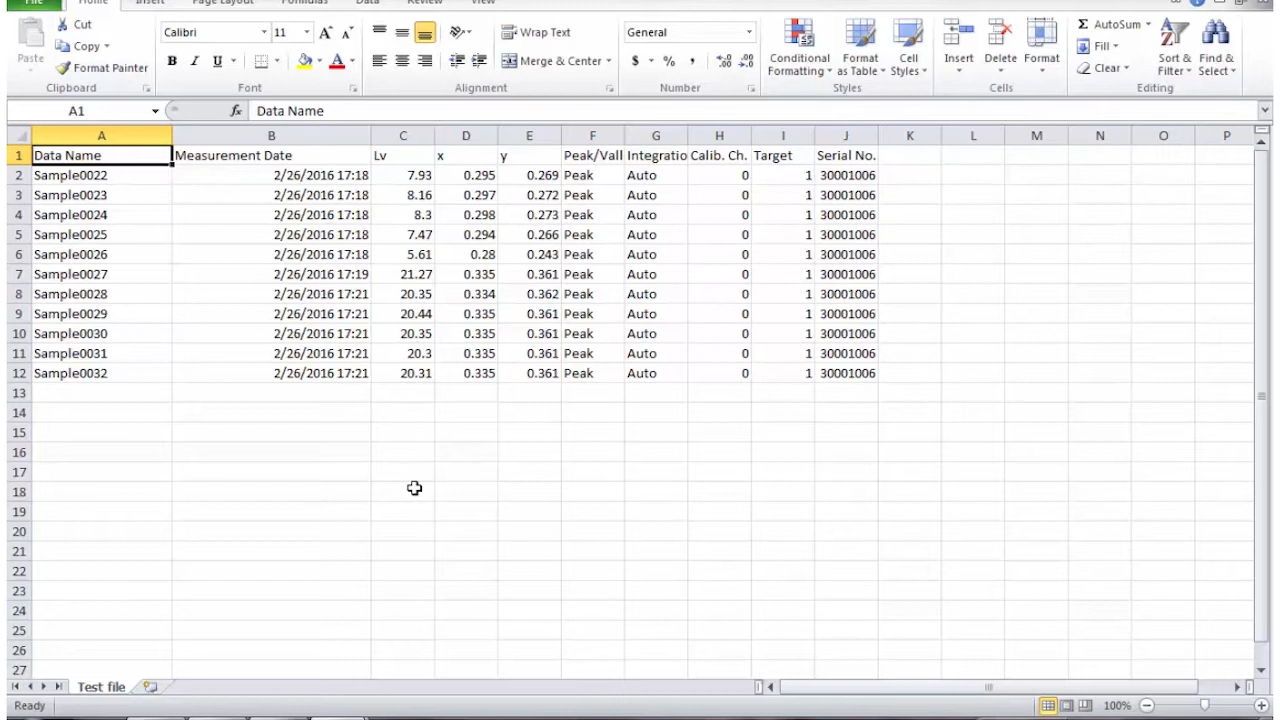 File Home Insert Page Layout Formulas Data Review View
Cut
Copy
Format Painter
Paste
Calibri 11 A A
B I U A
Wrap Text
Merge & Center
General
$ % , .0 .00 .00 .0
Conditional Formatting
Format as Table
Cell Styles
Insert Delete Format
Σ AutoSum
Fill
Clear
Sort & Filter
Find & Select
Clipboard Font Alignment Number Styles Cells Editing
A1 fx Data Name
A B C D E F G H I J K L M N O P
1 Data Name Measurement Date Lv x y Peak/Vall Integratio Calib. Ch. Target Serial No.
2 Sample0022 2/26/2016 17:18 7.93 0.295 0.269 Peak Auto 0 1 30001006
3 Sample0023 2/26/2016 17:18 8.16 0.297 0.272 Peak Auto 0 1 30001006
4 Sample0024 2/26/2016 17:18 8.3 0.298 0.273 Peak Auto 0 1 30001006
5 Sample0025 2/26/2016 17:18 7.47 0.294 0.266 Peak Auto 0 1 30001006
6 Sample0026 2/26/2016 17:18 5.61 0.28 0.243 Peak Auto 0 1 30001006
7 Sample0027 2/26/2016 17:19 21.27 0.335 0.361 Peak Auto 0 1 30001006
8 Sample0028 2/26/2016 17:21 20.35 0.334 0.362 Peak Auto 0 1 30001006
9 Sample0029 2/26/2016 17:21 20.44 0.335 0.361 Peak Auto 0 1 30001006
10 Sample0030 2/26/2016 17:21 20.35 0.335 0.361 Peak Auto 0 1 30001006
11 Sample0031 2/26/2016 17:21 20.3 0.335 0.361 Peak Auto 0 1 30001006
12 Sample0032 2/26/2016 17:21 20.31 0.335 0.361 Peak Auto 0 1 30001006
13
14
15
16
17
18
19
20
21
22
23
24
25
26
27
Test file
Ready 100%